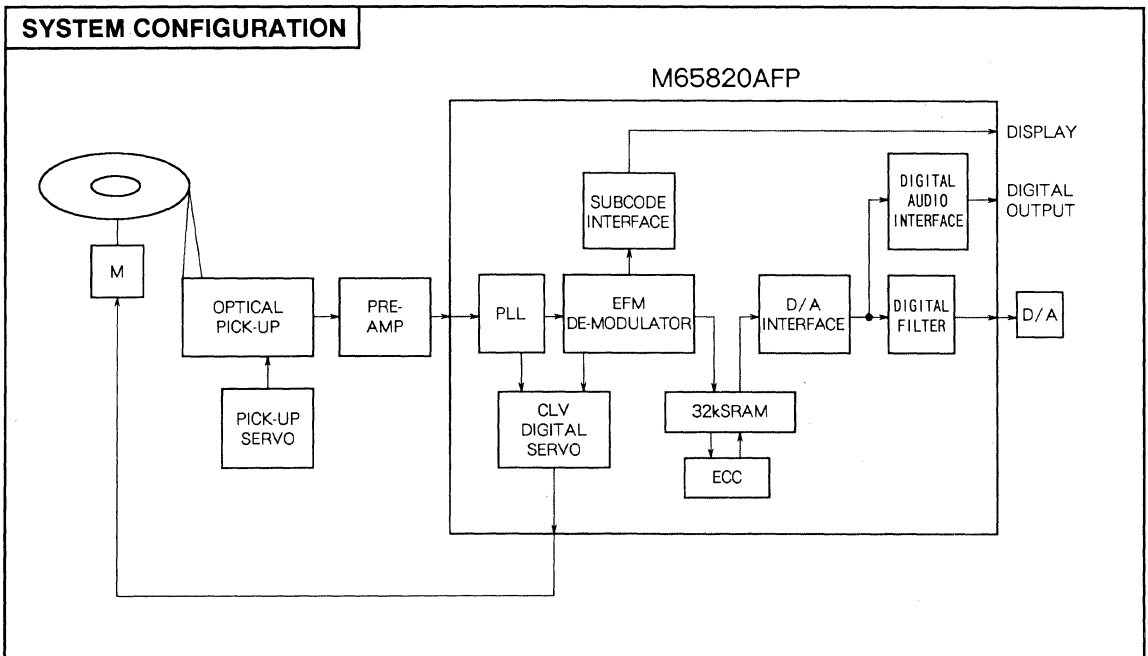 SYSTEM CONFIGURATION
M65820AFP
DISPLAY
SUBCODE
INTERFACE
DIGITAL
AUDIO
INTERFACE
DIGITAL
OUTPUT
M
OPTICAL
PICK-UP
PRE-
AMP
PLL
EFM
DE-MODULATOR
D/A
INTERFACE
DIGITAL
FILTER
D/A
PICK-UP
SERVO
CLV
DIGITAL
SERVO
32kSRAM
ECC